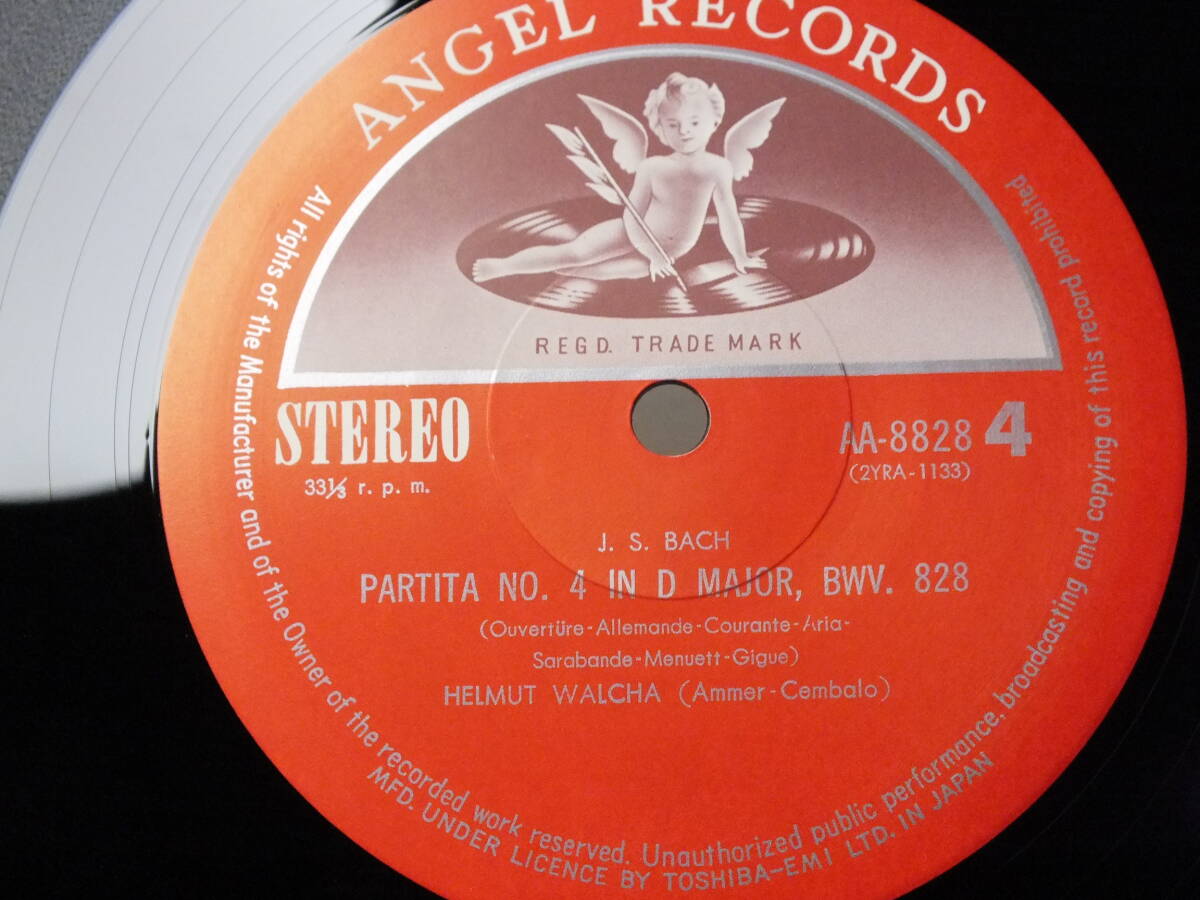 ANGEL RECORDS
REGD. TRADE MARK
STEREO
33⅓ r. p. m.
AA-8828 4
(2YRA-1133)
J. S. BACH
PARTITA NO. 4 IN D MAJOR, BWV. 828
(Ouvertüre-Allemande-Courante-Aria-
Sarabande-Menuett-Gigue)
HELMUT WALCHA (Ammer-Cembalo)
All rights of the Manufacturer and of the Owner of the recorded work reserved. Unauthorized public performance, broadcasting and copying of this record prohibited
MFD. UNDER LICENCE BY TOSHIBA-EMI LTD. IN JAPAN